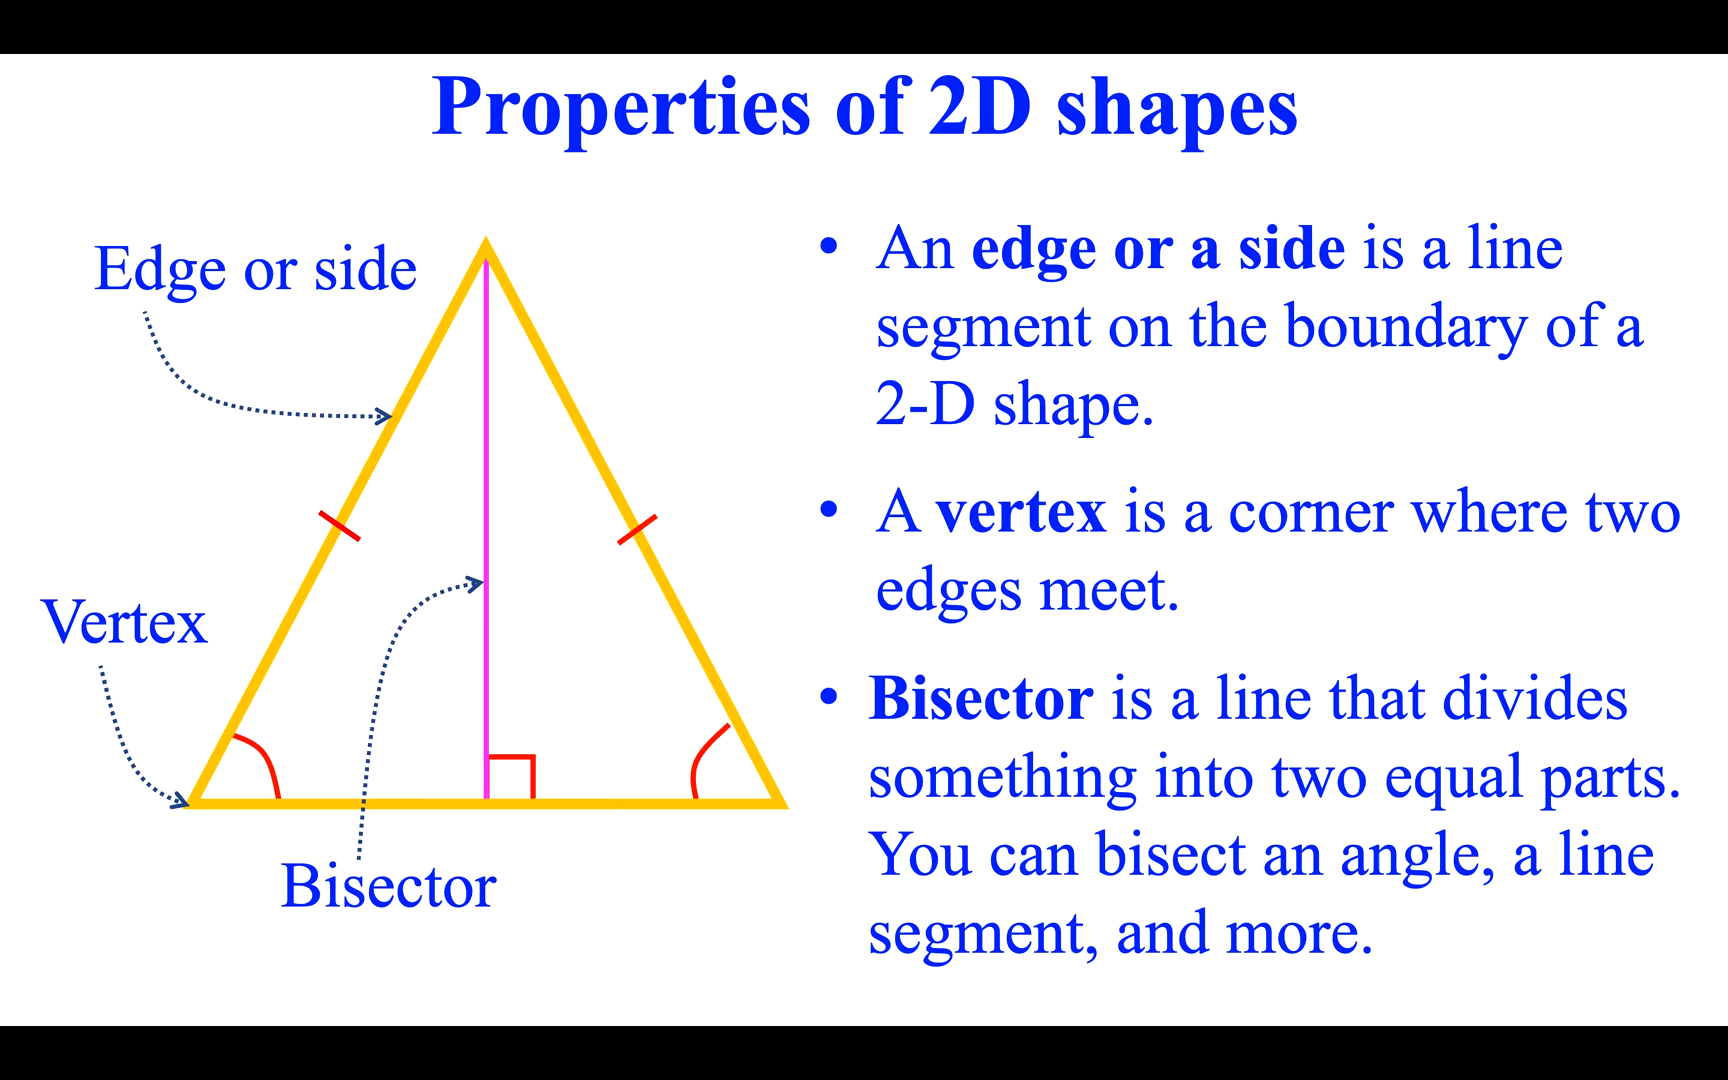 Properties of 2D shapes
Edge or side
Vertex
Bisector
• An edge or a side is a line
segment on the boundary of a
2-D shape.
• A vertex is a corner where two
edges meet.
• Bisector is a line that divides
something into two equal parts.
You can bisect an angle, a line
segment, and more.